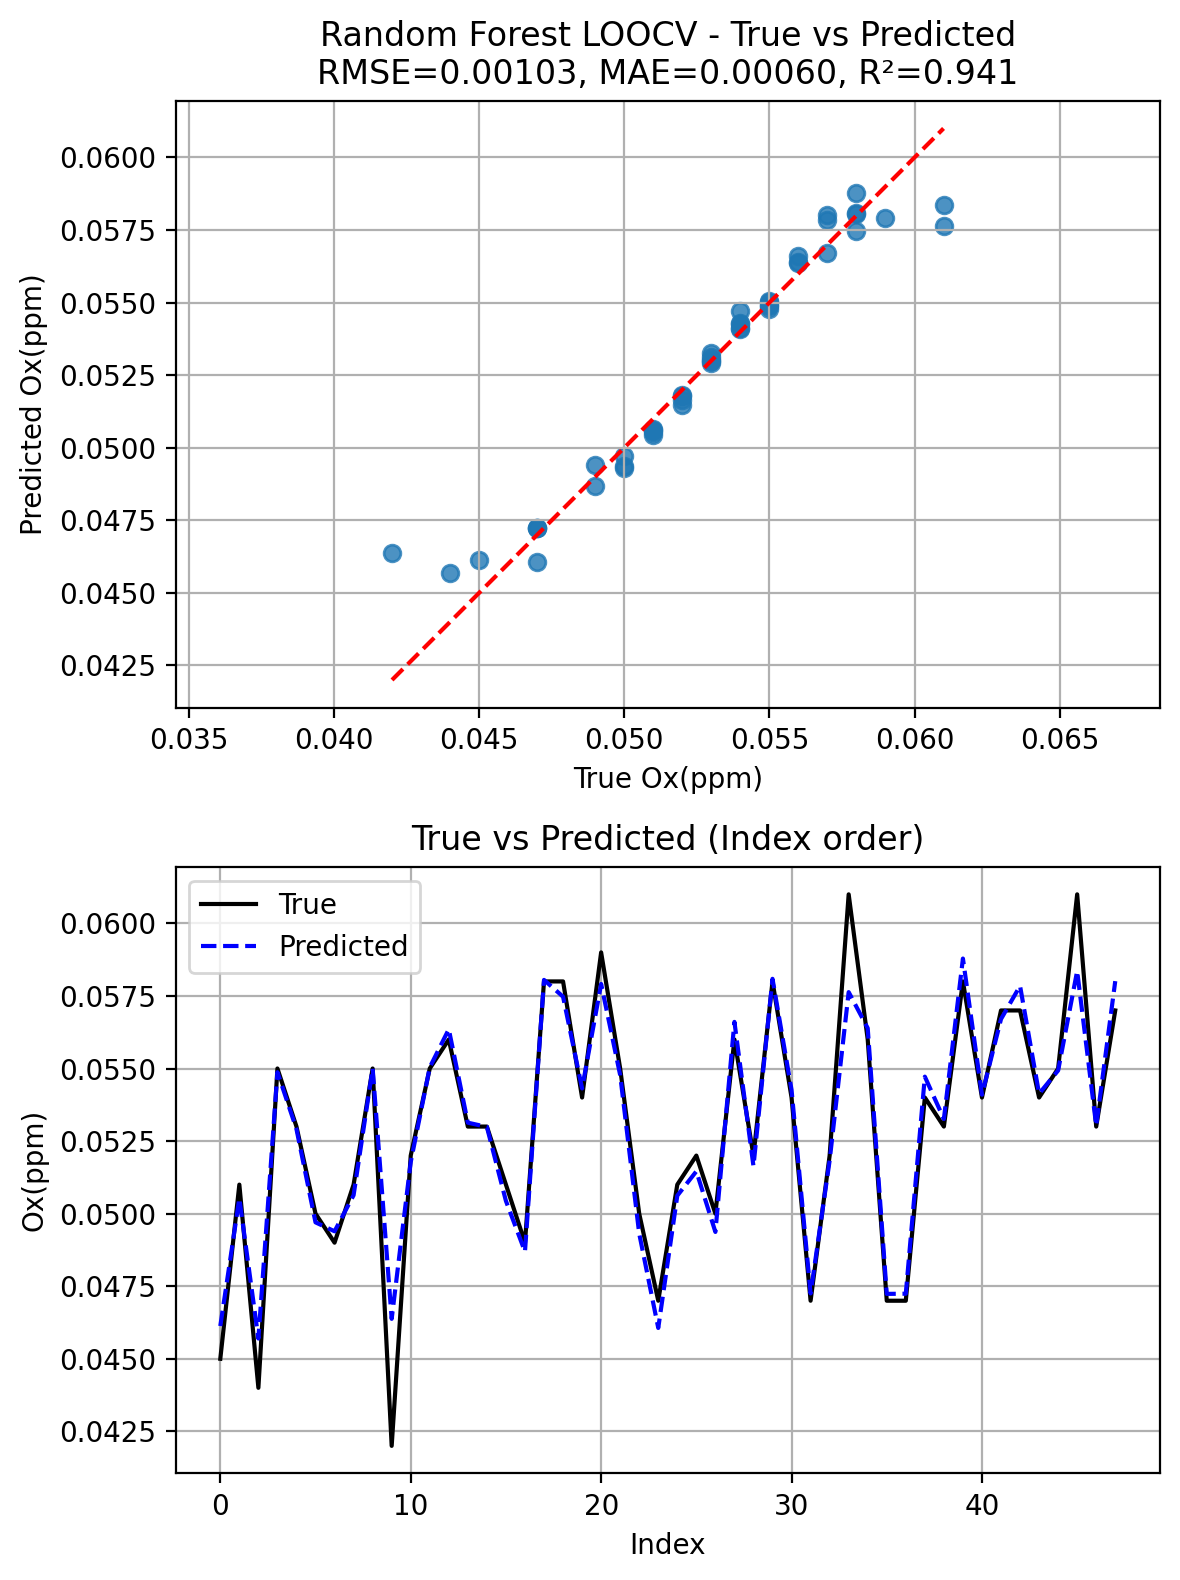 Random Forest LOOCV - True vs Predicted
RMSE=0.00103, MAE=0.00060, R²=0.941
0.0600
0.0575
0.0550
0.0525
0.0500
0.0475
0.0450
0.0425
Predicted Ox(ppm)
0.035 0.040 0.045 0.050 0.055 0.060 0.065
True Ox(ppm)
True vs Predicted (Index order)
True
Predicted
0.0600
0.0575
0.0550
0.0525
0.0500
0.0475
0.0450
0.0425
Ox(ppm)
0 10 20 30 40
Index